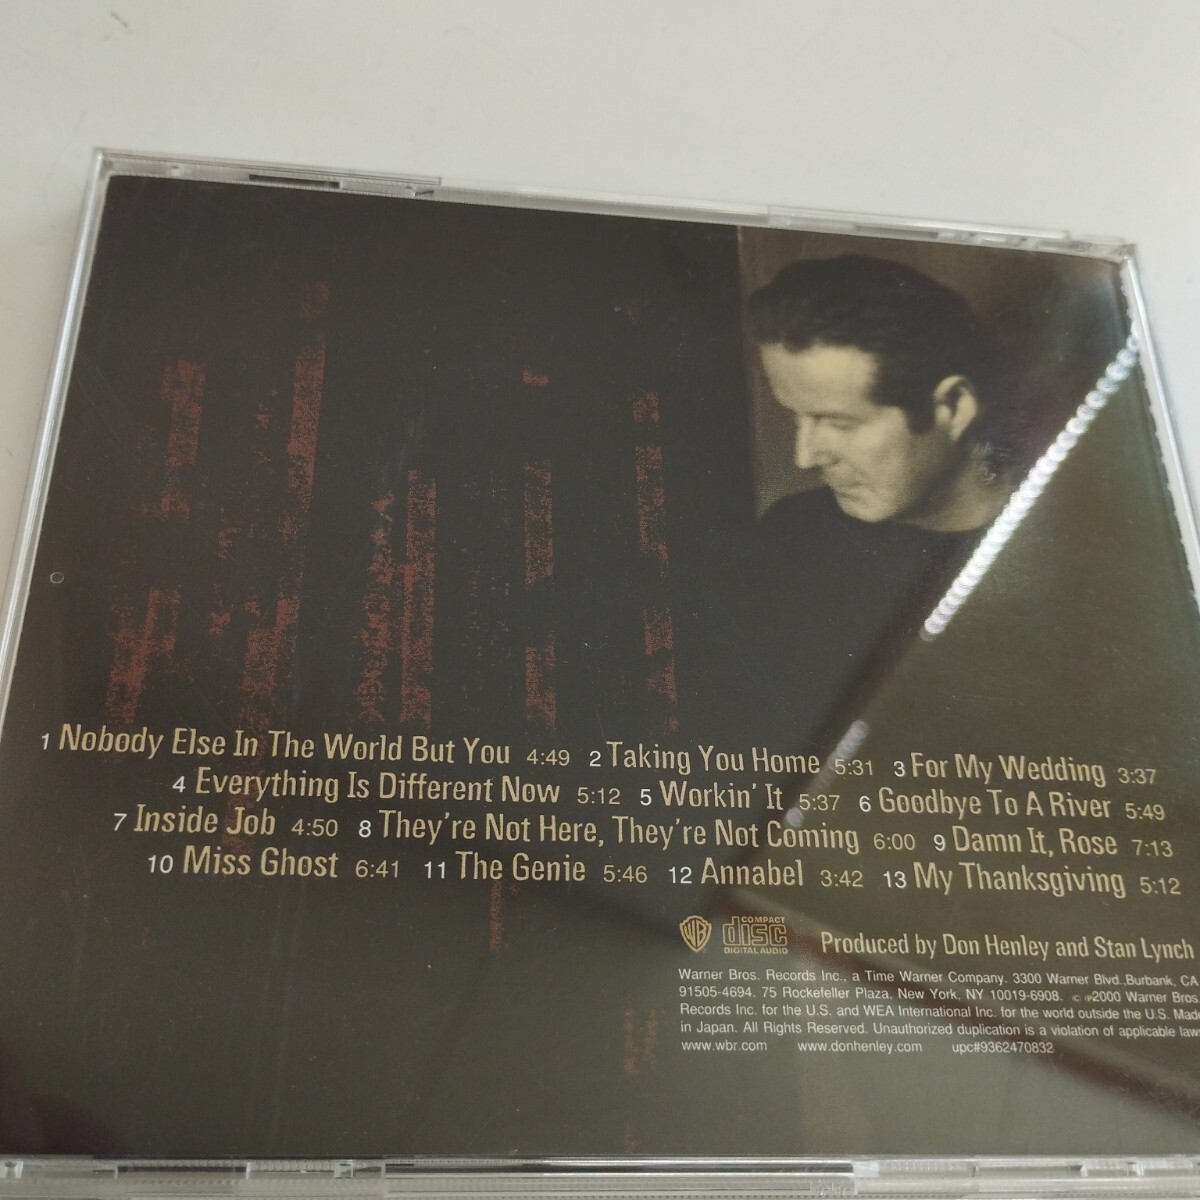 1 Nobody Else In The World But You 4:49 2 Taking You Home 5:31 3 For My Wedding 3:37
4 Everything Is Different Now 5:12 5 Workin' It 5:37 6 Goodbye To A River 5:49
7 Inside Job 4:50 8 They're Not Here, They're Not Coming 6:00 9 Damn It, Rose 7:13
10 Miss Ghost 6:41 11 The Genie 5:46 12 Annabel 3:42 13 My Thanksgiving 5:12
WB COMPACT disc DIGITAL AUDIO Produced by Don Henley and Stan Lynch
Warner Bros. Records Inc., a Time Warner Company. 3300 Warner Blvd.,Burbank, CA
91505-4694. 75 Rockefeller Plaza, New York, NY 10019-6908. © ℗2000 Warner Bros.
Records Inc. for the U.S. and WEA International Inc. for the world outside the U.S. Made
in Japan. All Rights Reserved. Unauthorized duplication is a violation of applicable laws
www.wbr.com www.donhenley.com upc#9362470832